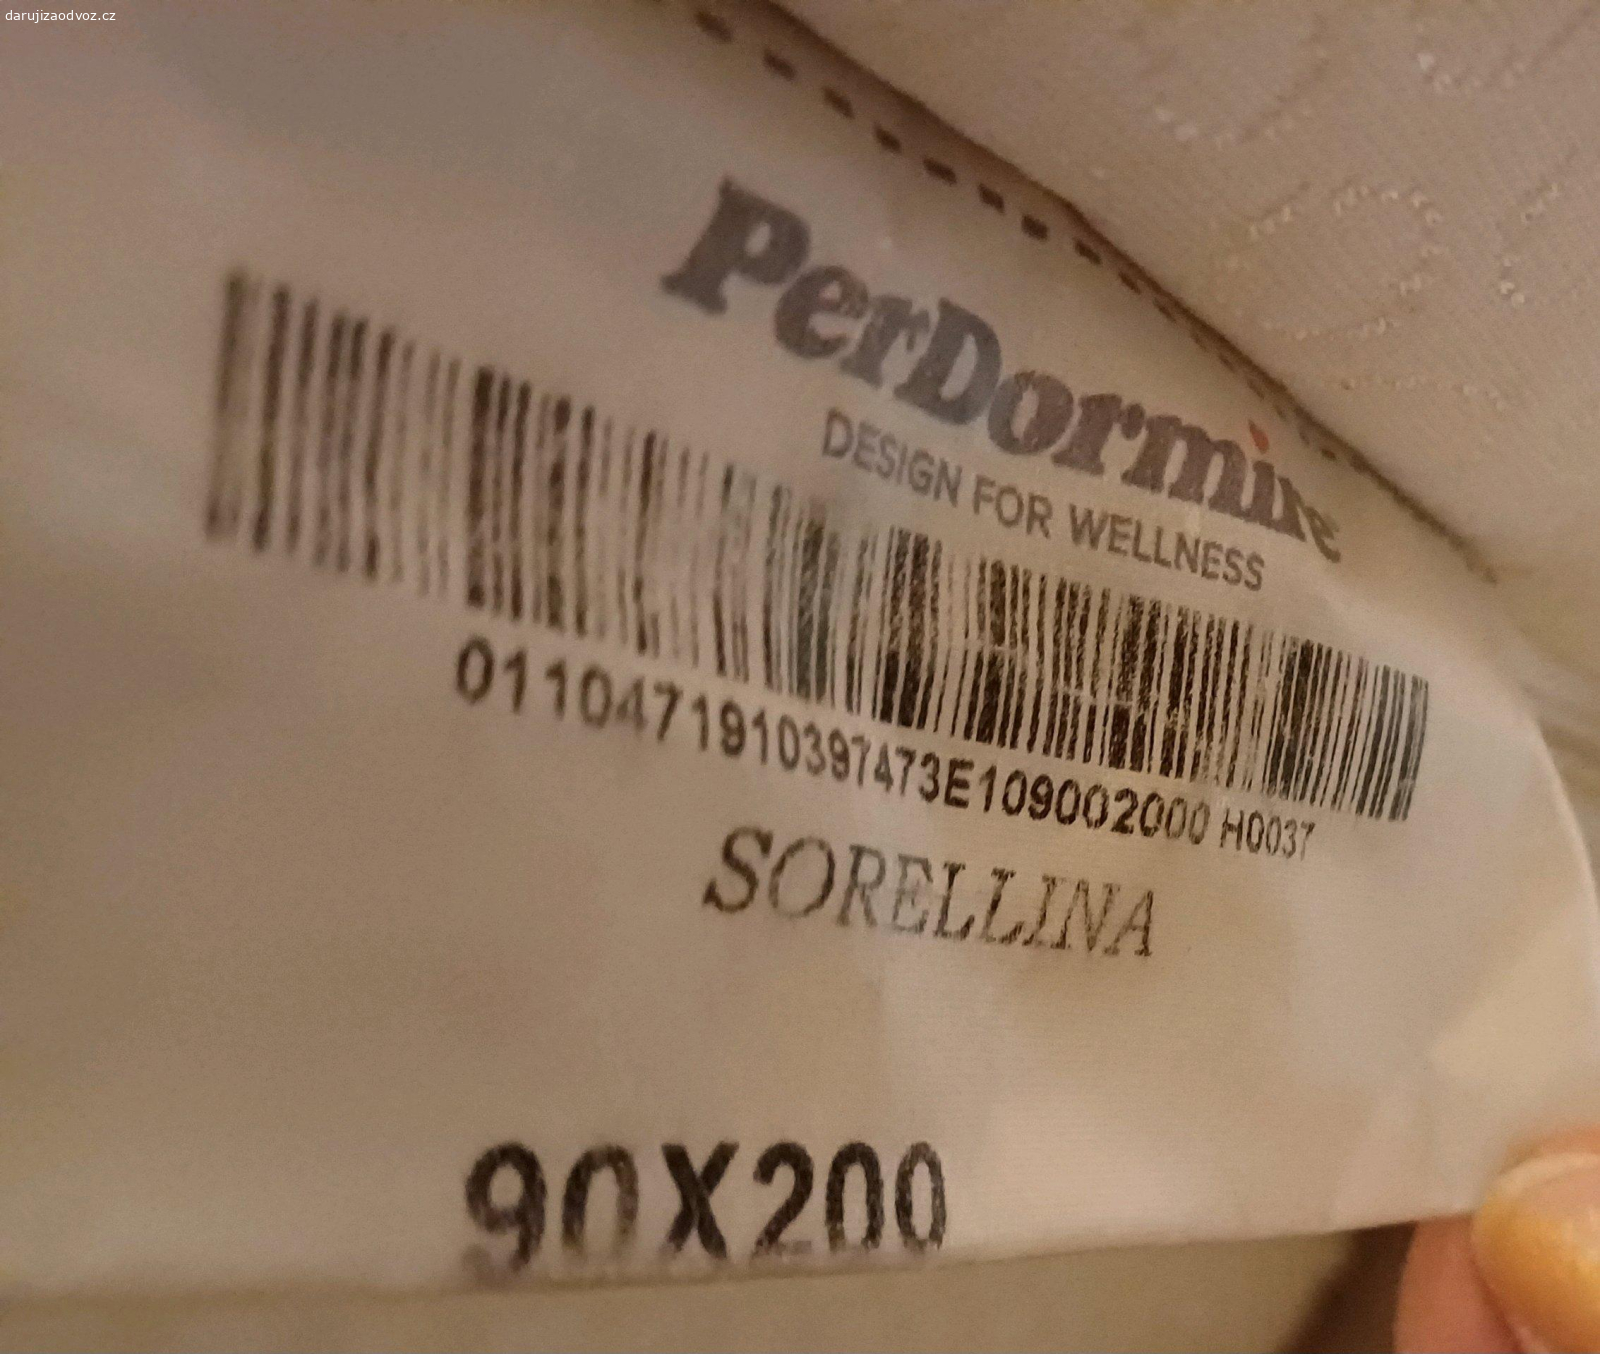 darujizaodvoz.cz
PerDormire
DESIGN FOR WELLNESS
0110471910397473E109002000 H0037
SORELLINA
90X200